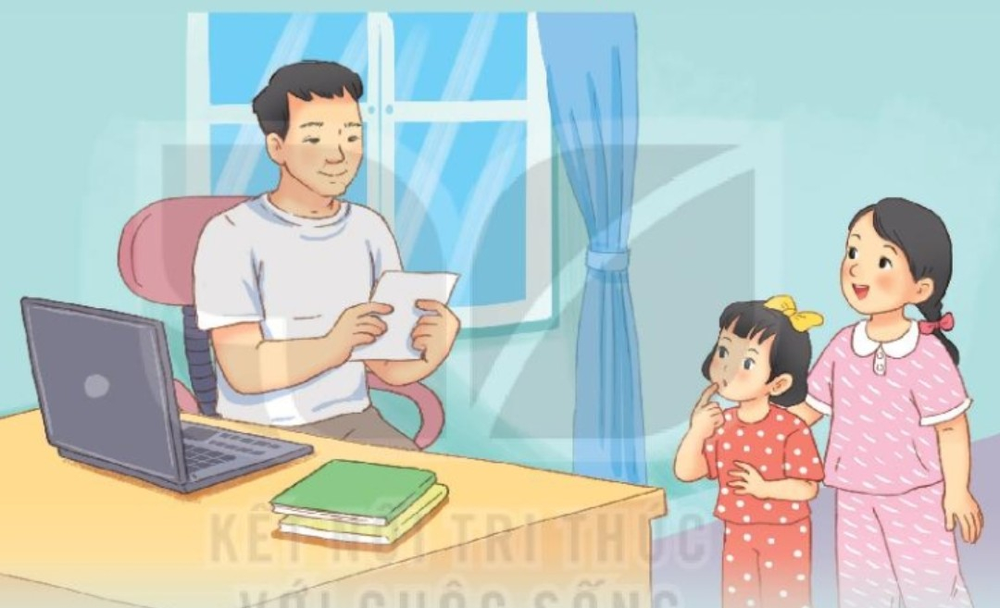 KẾT NỐI TRI THỨC
VỚI CUỘC SỐNG